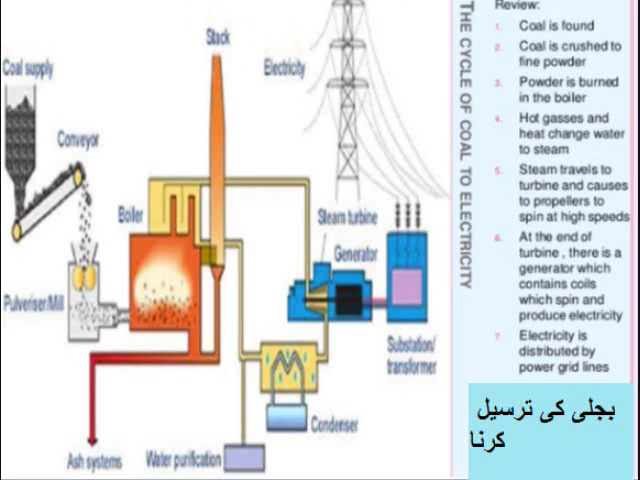 Stack
Coal supply
Electricity
Conveyor
Boiler
Steam turbine
Generator
Pulveriser/Mill
Substation/
transformer
Condenser
Ash systems
Water purification
THE CYCLE OF COAL TO ELECTRICITY
Review:
1. Coal is found
2. Coal is crushed to
fine powder
3. Powder is burned
in the boiler
4. Hot gasses and
heat change water
to steam
5. Steam travels to
turbine and causes
to propellers to
spin at high speeds
6. At the end of
turbine , there is a
generator which
contains coils
which spin and
produce electricity
7. Electricity is
distributed by
power grid lines
بجلی کی ترسیل
کرنا